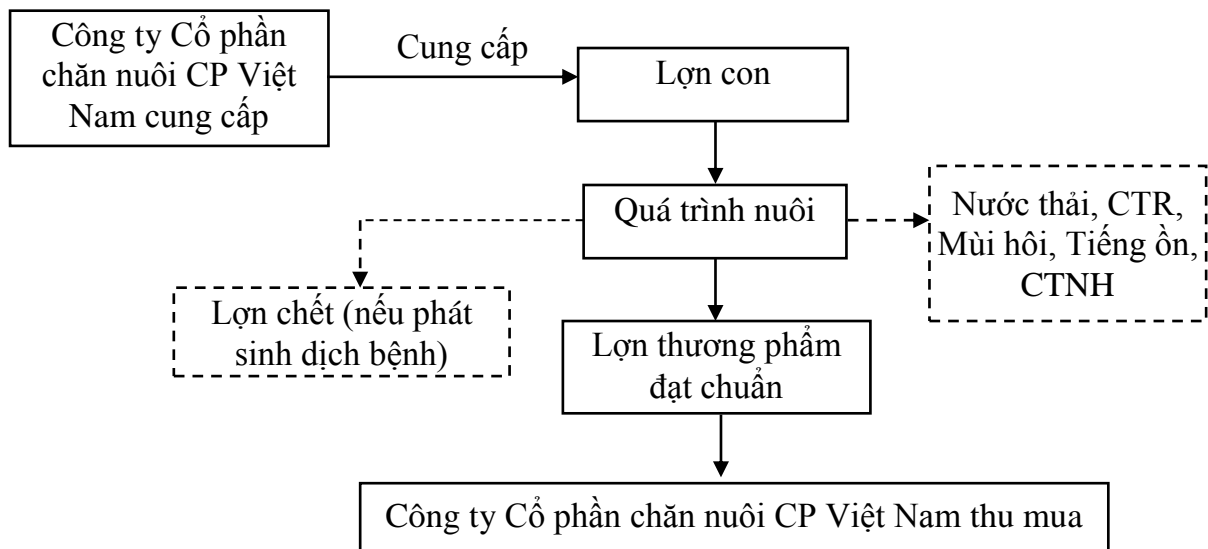 Công ty Cổ phần
chăn nuôi CP Việt
Nam cung cấp
Cung cấp
Lợn con
Quá trình nuôi
Nước thải, CTR,
Mùi hôi, Tiếng ồn,
CTNH
Lợn chết (nếu phát
sinh dịch bệnh)
Lợn thương phẩm
đạt chuẩn
Công ty Cổ phần chăn nuôi CP Việt Nam thu mua